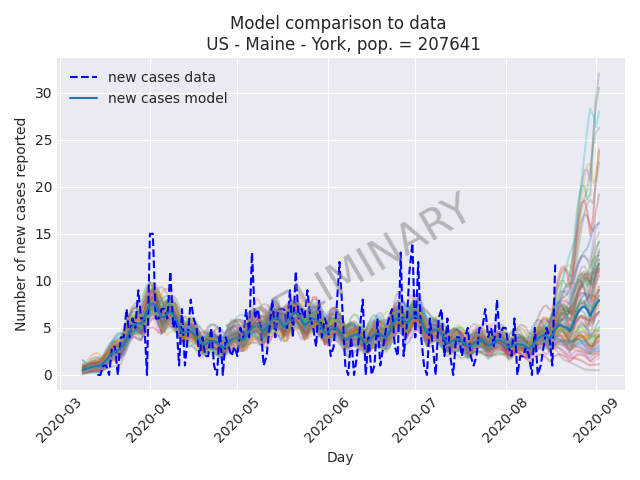 Model comparison to data
US - Maine - York, pop. = 207641
new cases data
new cases model
Number of new cases reported
30
25
20
15
10
5
0
2020-03
2020-04
2020-05
2020-06
2020-07
2020-08
2020-09
Day